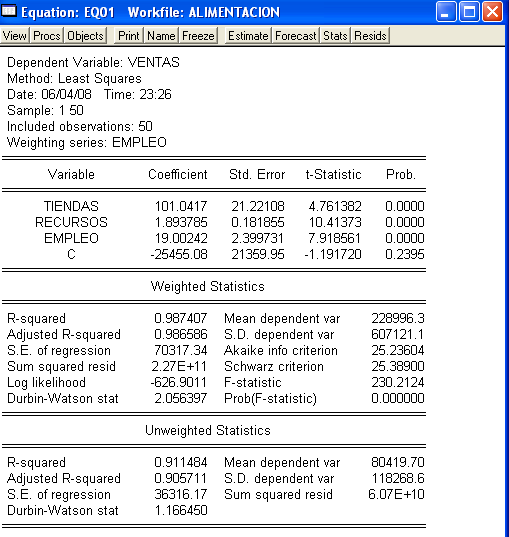 Equation: EQ01 Workfile: ALIMENTACION
View Procs Objects Print Name Freeze Estimate Forecast Stats Resids
Dependent Variable: VENTAS
Method: Least Squares
Date: 06/04/08 Time: 23:26
Sample: 1 50
Included observations: 50
Weighting series: EMPLEO
Variable Coefficient Std. Error t-Statistic Prob.
TIENDAS 101.0417 21.22108 4.761382 0.0000
RECURSOS 1.893785 0.181855 10.41373 0.0000
EMPLEO 19.00242 2.399731 7.918561 0.0000
C -25455.08 21359.95 -1.191720 0.2395
Weighted Statistics
R-squared 0.987407 Mean dependent var 228996.3
Adjusted R-squared 0.986586 S.D. dependent var 607121.1
S.E. of regression 70317.34 Akaike info criterion 25.23604
Sum squared resid 2.27E+11 Schwarz criterion 25.38900
Log likelihood -626.9011 F-statistic 230.2124
Durbin-Watson stat 2.056397 Prob(F-statistic) 0.000000
Unweighted Statistics
R-squared 0.911484 Mean dependent var 80419.70
Adjusted R-squared 0.905711 S.D. dependent var 118268.6
S.E. of regression 36316.17 Sum squared resid 6.07E+10
Durbin-Watson stat 1.166450